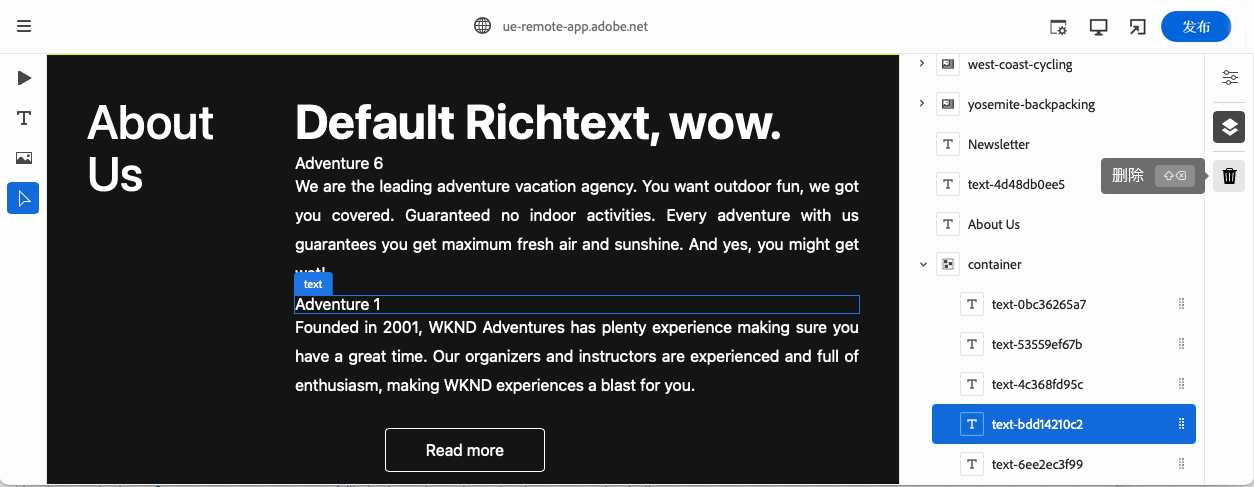 ue-remote-app.adobe.net
发布
About
Us
Default Richtext, wow.
Adventure 6
We are the leading adventure vacation agency. You want outdoor fun, we got
you covered. Guaranteed no indoor activities. Every adventure with us
guarantees you get maximum fresh air and sunshine. And yes, you might get
wet!
text
Adventure 1
Founded in 2001, WKND Adventures has plenty experience making sure you
have a great time. Our organizers and instructors are experienced and full of
enthusiasm, making WKND experiences a blast for you.
Read more
west-coast-cycling
yosemite-backpacking
Newsletter
text-4d48db0ee5
About Us
container
text-0bc36265a7
text-53559ef67b
text-4c368fd95c
text-bdd14210c2
text-6ee2ec3f99
删除